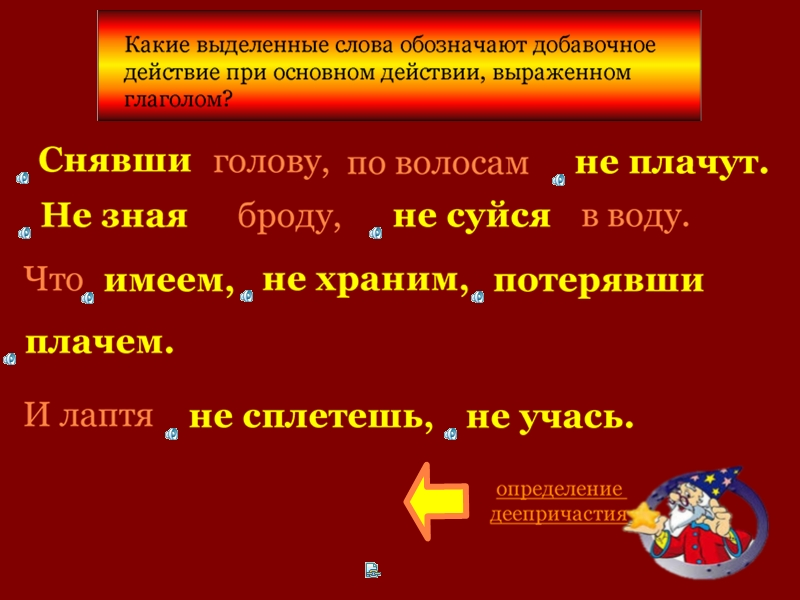 Какие выделенные слова обозначают добавочное
действие при основном действии, выраженном
глаголом?
Снявши голову, по волосам не плачут.
Не зная броду, не суйся в воду.
Что имеем, не храним, потерявши
плачем.
И лаптя не сплетешь, не учась.
определение
деепричастия